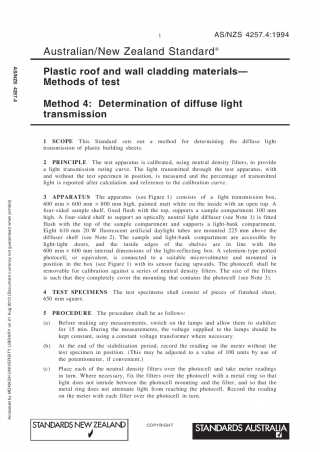 1
AS/NZS 4257.4:1994
Australian/New Zealand Standard®
Plastic roof and wall cladding materials—
Methods of test
Method 4: Determination of diffuse light
transmission
1 SCOPE This Standard sets out a method for determining the diffuse light
transmission of plastic building sheets.
2 PRINCIPLE The test apparatus is calibrated, using neutral density filters, to provide
a light transmission rating curve. The light transmitted through the test apparatus, with
and without the test specimen in position, is measured and the percentage of transmitted
light is reported after calculation and reference to the calibration curve.
3 APPARATUS The apparatus (see Figure 1) consists of a light transmission box,
600 mm × 600 mm × 800 mm high, painted matt white on the inside with an open top. A
four-sided sample shelf, fixed flush with the top, supports a sample compartment 100 mm
high. A four-sided shelf to support an optically neutral light diffuser (see Note 1) is fitted
flush with the top of the sample compartment and supports a light-bank compartment.
Eight 610 mm 20 W fluorescent artificial daylight tubes are mounted 225 mm above the
diffuser shelf (see Note 2). The sample and light-bank compartment are accessible by
light-tight doors, and the inside edges of the shelves are in line with the
600 mm × 600 mm internal dimensions of the light-reflecting box. A selenium-type potted
photocell, or equivalent, is connected to a suitable microvoltmeter and mounted in
position in the box (see Figure 1) with its sensor facing upwards. The photocell shall be
removable for calibration against a series of neutral density filters. The size of the filters
is such that they completely cover the mounting that contains the photocell (see Note 3).
4 TEST SPECIMENS The test specimens shall consist of pieces of finished sheet,
650 mm square.
5 PROCEDURE The procedure shall be as follows:
(a) Before making any measurements, switch on the lamps and allow them to stabilize
for 15 min. During the measurements, the voltage supplied to the lamps should be
kept constant, using a constant voltage transformer where necessary.
(b) At the end of the stabilization period, record the reading on the meter without the
test specimen in position. (This may be adjusted to a value of 100 units by use of
the potentiometer, if convenient.)
(c) Place each of the neutral density filters over the photocell and take meter readings
in turn. Where necessary, fix the filters over the photocell with a metal ring so that
light does not intrude between the photocell mounting and the filter, and so that the
metal ring does not attenuate light from reaching the photocell. Record the reading
on the meter with each filter over the photocell in turn.
STANDARDS NEW ZEALAND
COPYRIGHT
STANDARDS AUSTRALIA
AS/NZS 4257.4
Accessed by MONASH UNIVERSITY LIBRARY on 21 Aug 2013 (Document currency not guaranteed when printed)